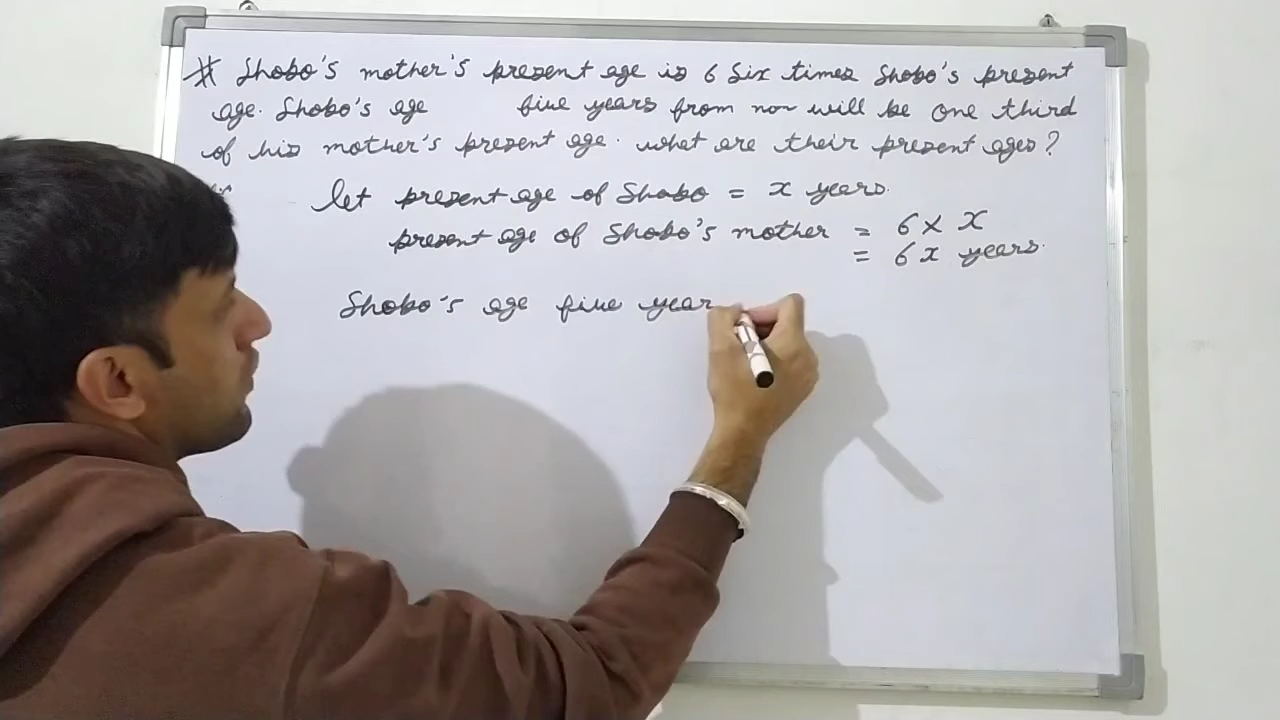 # Shobo's mother's present age is 6 Six times Shobo's present
age. Shobo's age five years from now will be one third
of his mother's present age. what are their present ages?
let present age of Shobo = x years.
present age of Shobo's mother = 6 × x
= 6x years.
Shobo's age five year